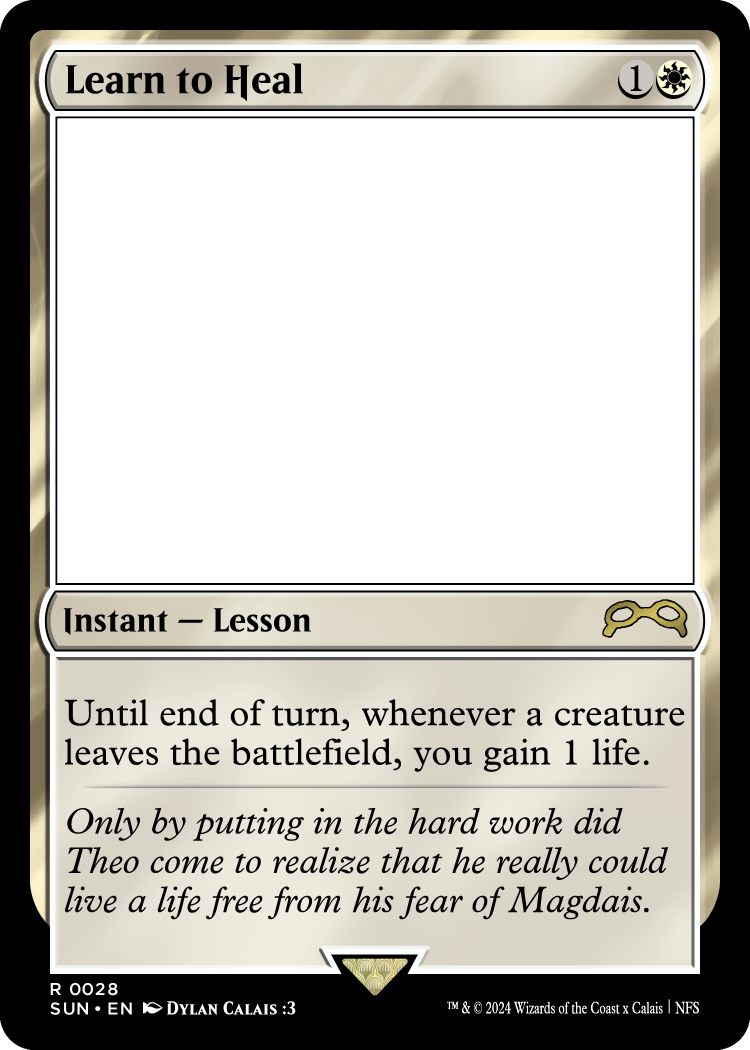 Learn to Heal 1
Instant — Lesson
Until end of turn, whenever a creature
leaves the battlefield, you gain 1 life.
Only by putting in the hard work did
Theo come to realize that he really could
live a life free from his fear of Magdais.
R 0028
SUN • EN Dylan Calais :3
™ & © 2024 Wizards of the Coast x Calais | NFS